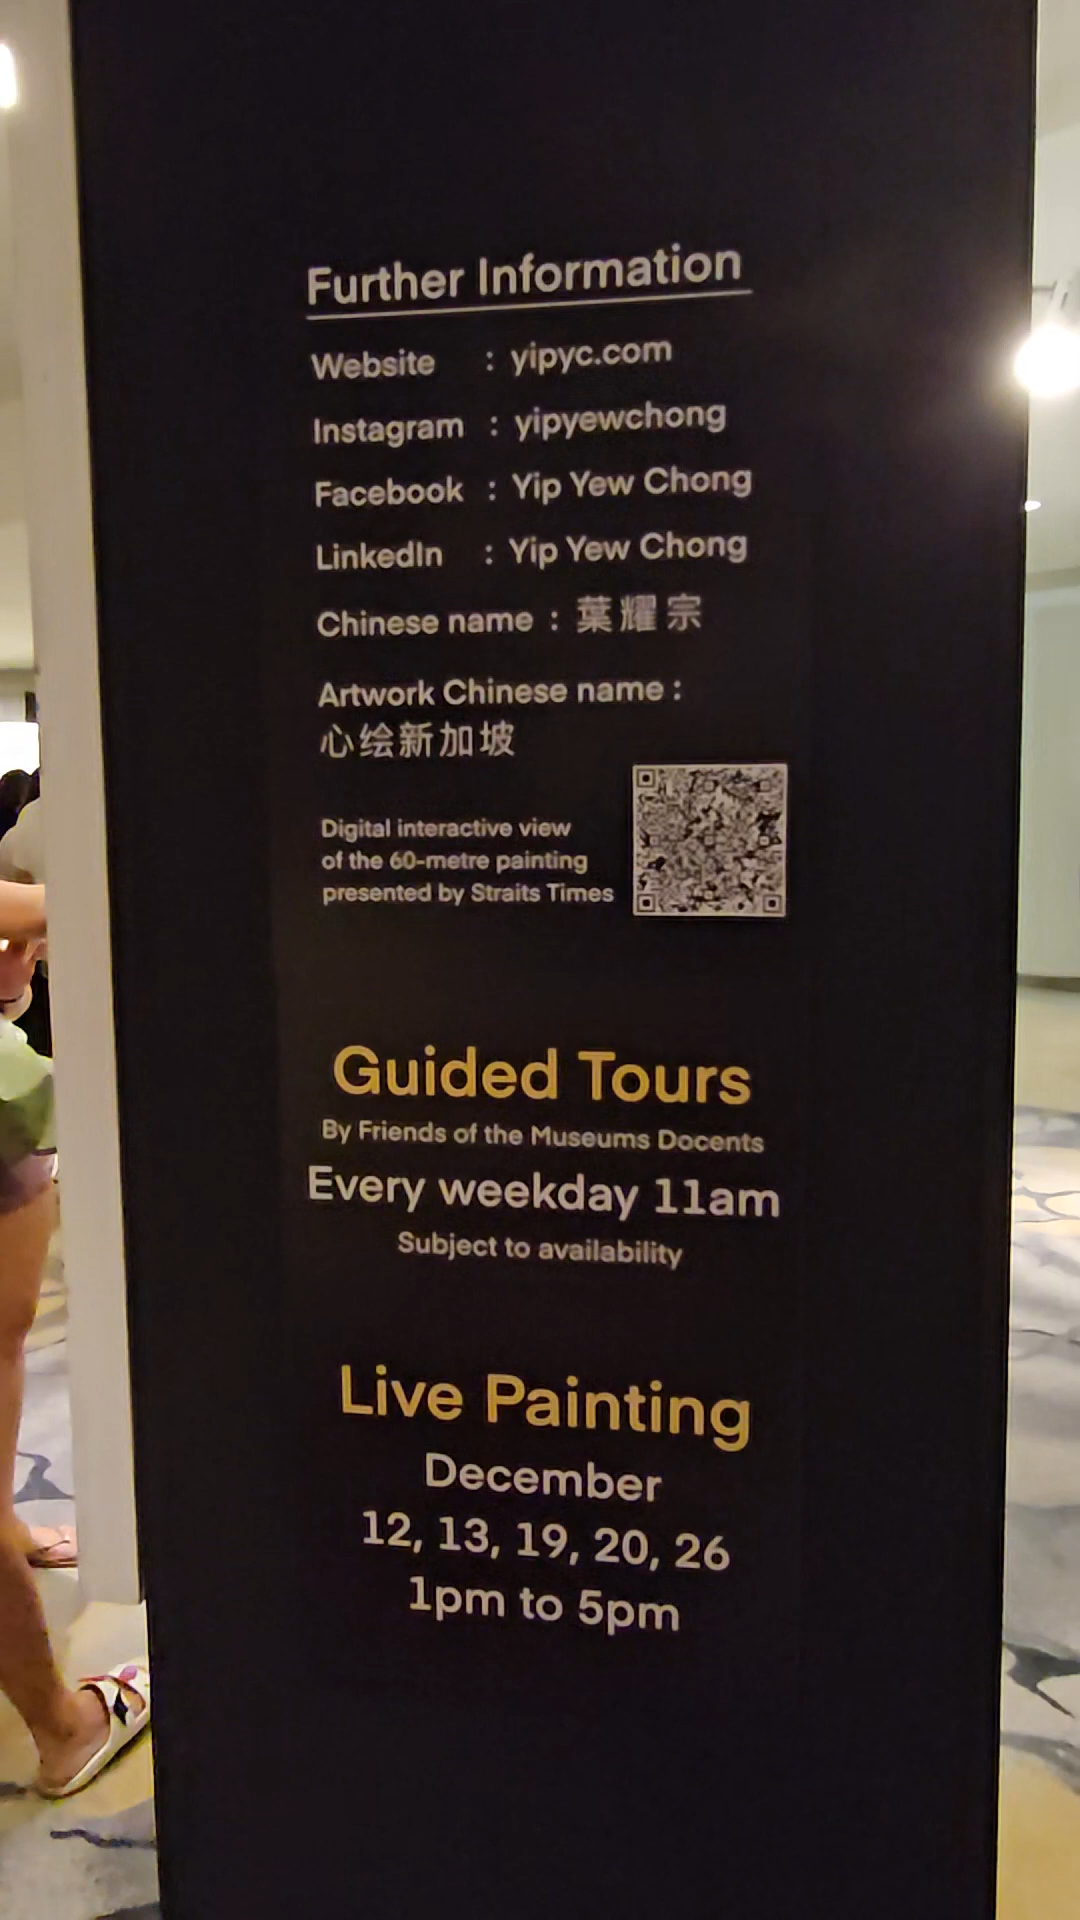 Further Information
Website : yipyc.com
Instagram : yipyewchong
Facebook : Yip Yew Chong
LinkedIn : Yip Yew Chong
Chinese name : 葉耀宗
Artwork Chinese name :
心绘新加坡
Digital interactive view
of the 60-metre painting
presented by Straits Times
Guided Tours
By Friends of the Museums Docents
Every weekday 11am
Subject to availability
Live Painting
December
12, 13, 19, 20, 26
1pm to 5pm